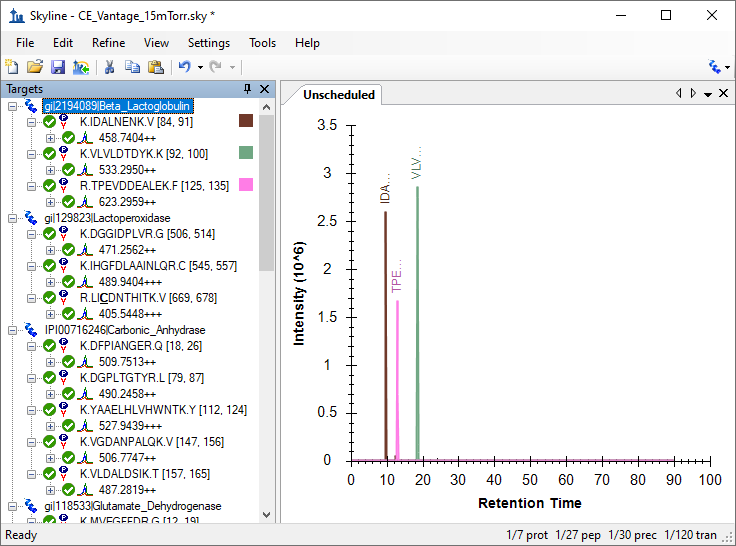 Skyline - CE_Vantage_15mTorr.sky *
File Edit View Refine Settings Tools Help
Targets
gi|2194089|Beta_Lactoglobulin
K.IDALNENK.V [84, 91]
458.7404++
K.VLVLDTDYK.K [92, 100]
533.2950++
R.TPEVDDEALEK.F [125, 135]
623.2959++
gi|129823|Lactoperoxidase
K.DGGIDPLVR.G [506, 514]
471.2562++
K.IHGFDLAAINLQR.C [545, 557]
489.9404+++
R.LICDNTHITK.V [669, 678]
405.5448+++
IPI00716246|Carbonic_Anhydrase
K.DFPIANGER.Q [18, 26]
509.7513++
K.DGPLTGTYR.L [79, 87]
490.2458++
K.YAAELHLVHWNTK.Y [112, 124]
527.9439+++
K.VGDANPALQK.V [147, 156]
506.7747++
K.VLDALDSIK.T [157, 165]
487.2819++
gi|118533|Glutamate_Dehydrogenase
K.MVEGFFDR.G [12, 19]
Unscheduled
3.5
3
2.5
2
1.5
1
0.5
0
Intensity (10^6)
IDA...
TPE...
VLV...
0 10 20 30 40 50 60 70 80 90 100
Retention Time
Ready
1/7 prot 1/27 pep 1/30 prec 1/120 tran